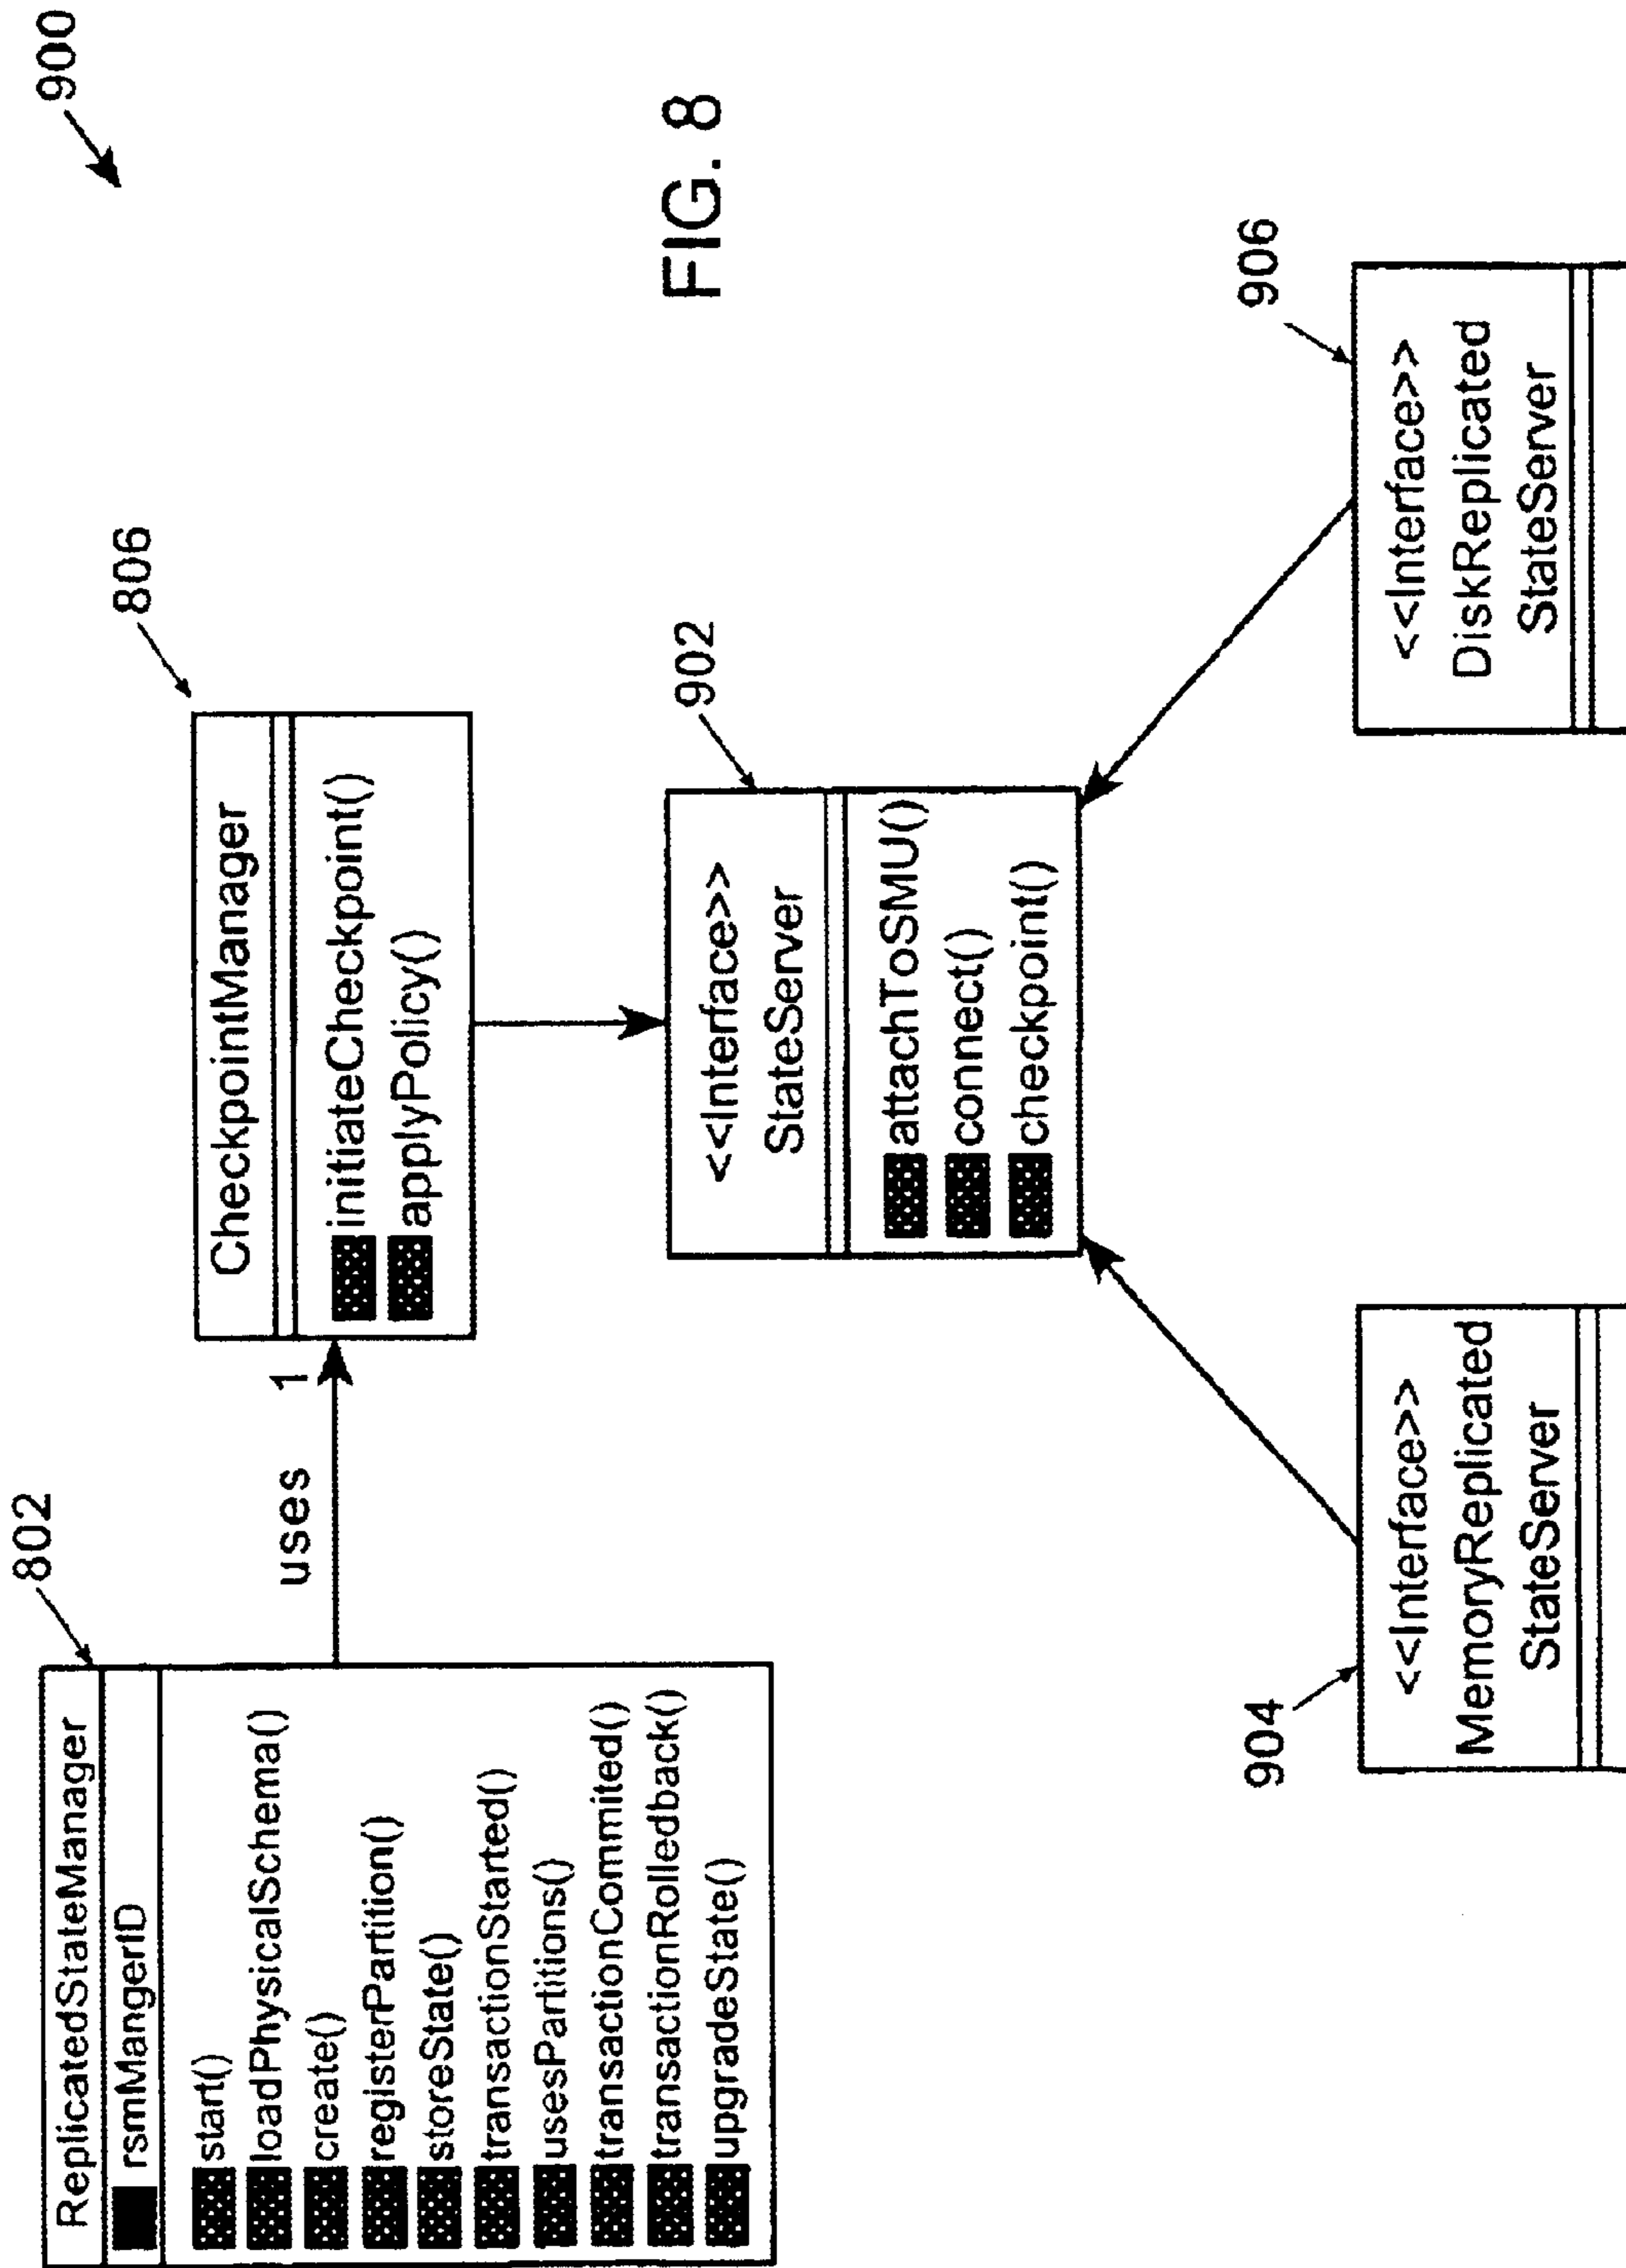 900
802
ReplicatedStateManager
rsmMangerID
start()
loadPhysicalSchema()
create()
registerPartition()
storeState()
transactionStarted()
usesPartitions()
transactionCommited()
transactionRolledback()
upgradeState()
uses
1
806
CheckpointManager
initiateCheckpoint()
applyPolicy()
902
<<Interface>>
StateServer
attachToSMU()
connect()
checkpoint()
FIG. 8
904
<<Interface>>
MemoryReplicated
StateServer
906
<<Interface>>
DiskReplicated
StateServer